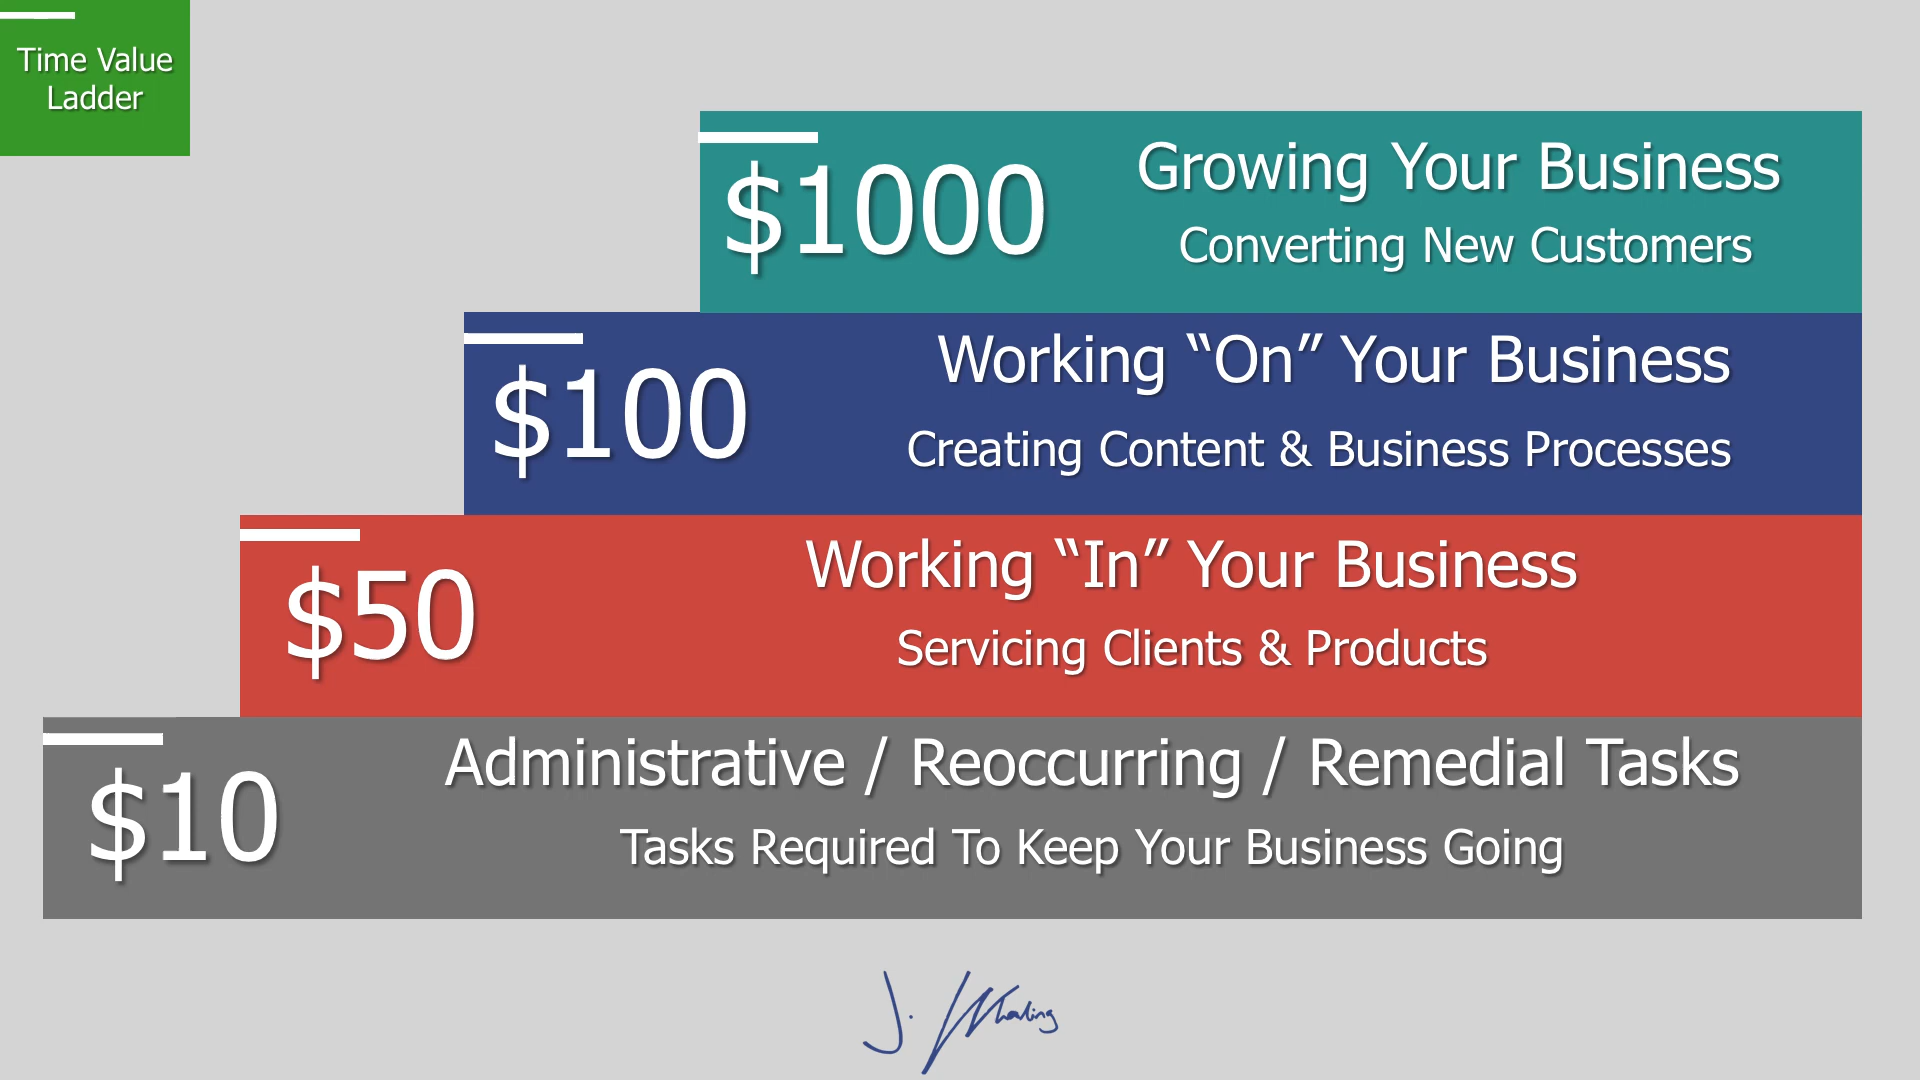 Time Value
Ladder
$1000
Growing Your Business
Converting New Customers
$100
Working “On” Your Business
Creating Content & Business Processes
$50
Working “In” Your Business
Servicing Clients & Products
$10
Administrative / Reoccurring / Remedial Tasks
Tasks Required To Keep Your Business Going
J.